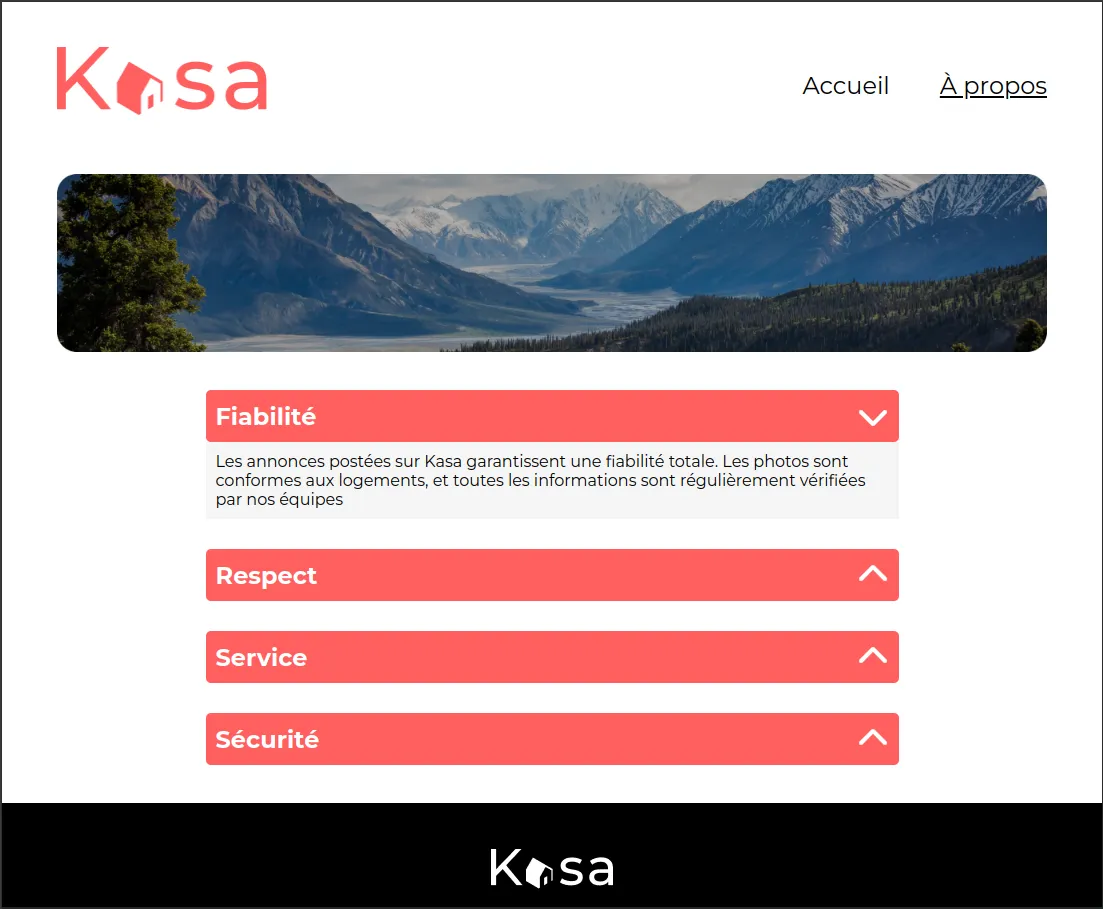 Kasa
Accueil
À propos
Fiabilité
Les annonces postées sur Kasa garantissent une fiabilité totale. Les photos sont
conformes aux logements, et toutes les informations sont régulièrement vérifiées
par nos équipes
Respect
Service
Sécurité
Kasa